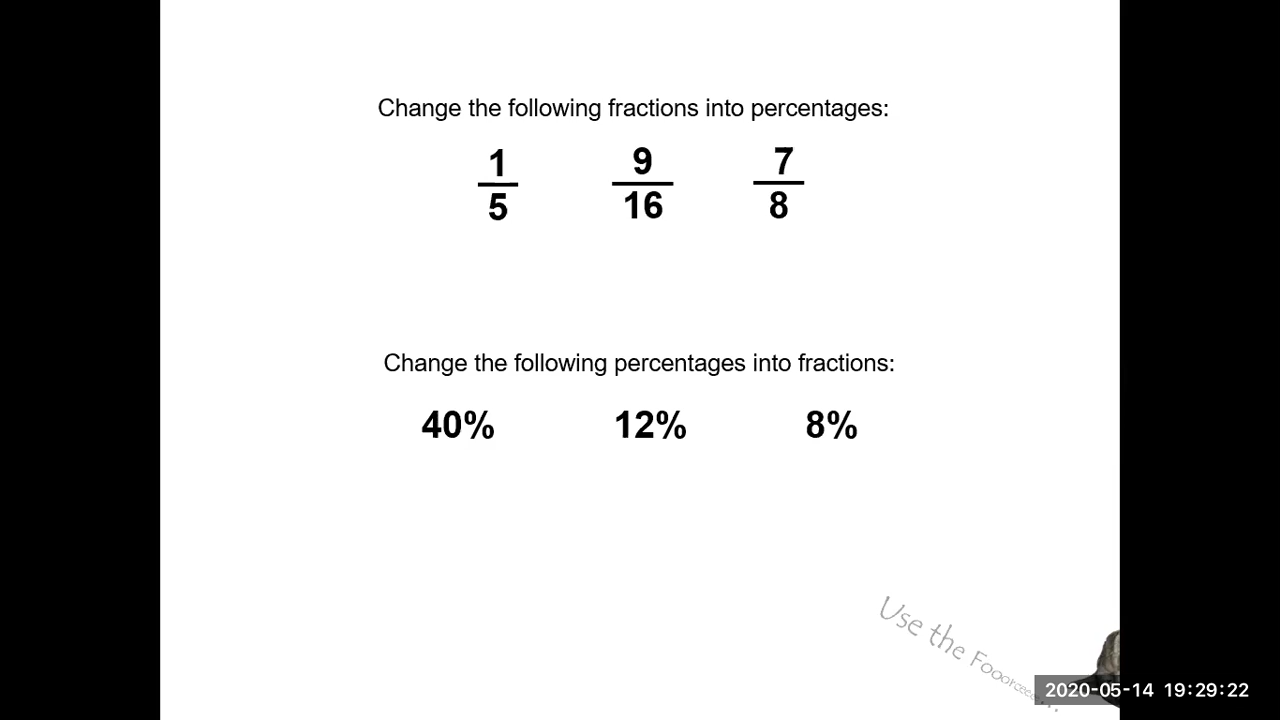 Change the following fractions into percentages:
1 9 7
5 16 8
Change the following percentages into fractions:
40% 12% 8%
Use the
2020-05-14 19:29:22